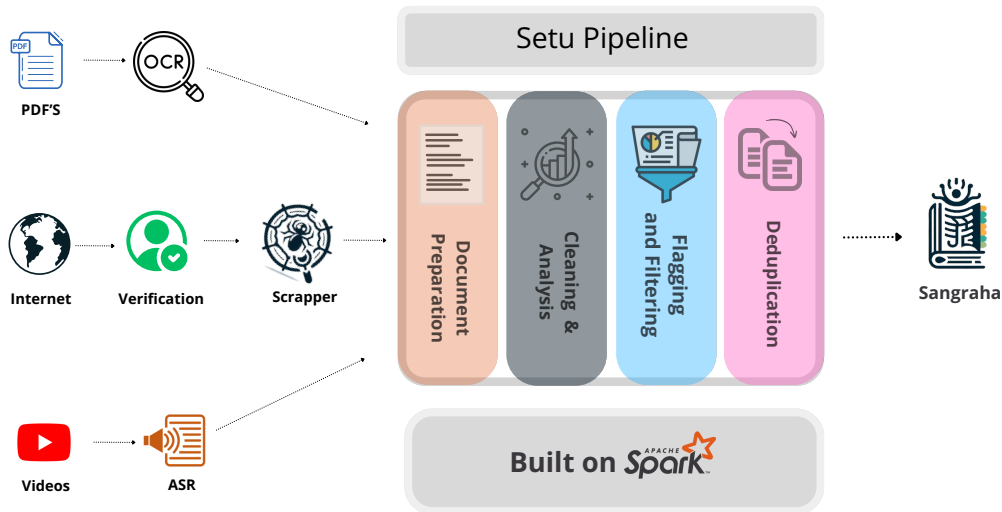 Setu Pipeline
PDF
OCR
PDF'S
Document
Preparation
Cleaning &
Analysis
Flagging
and Filtering
Deduplication
Internet
Verification
Scrapper
Sangraha
Videos
ASR
Built on APACHE Spark